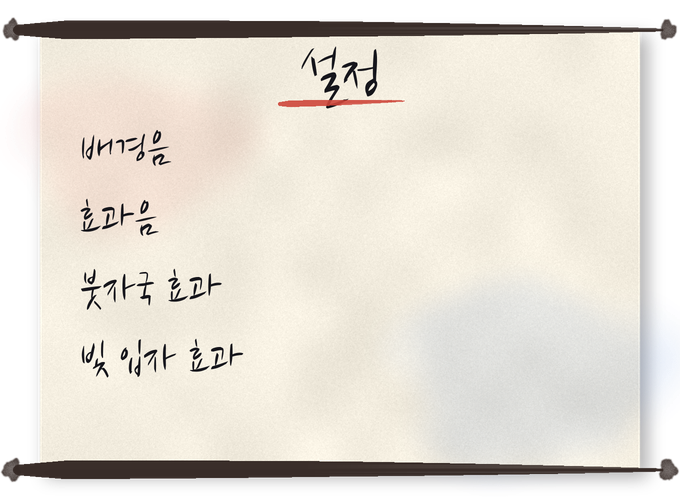 설정
배경음
효과음
붓자국 효과
빛 입자 효과